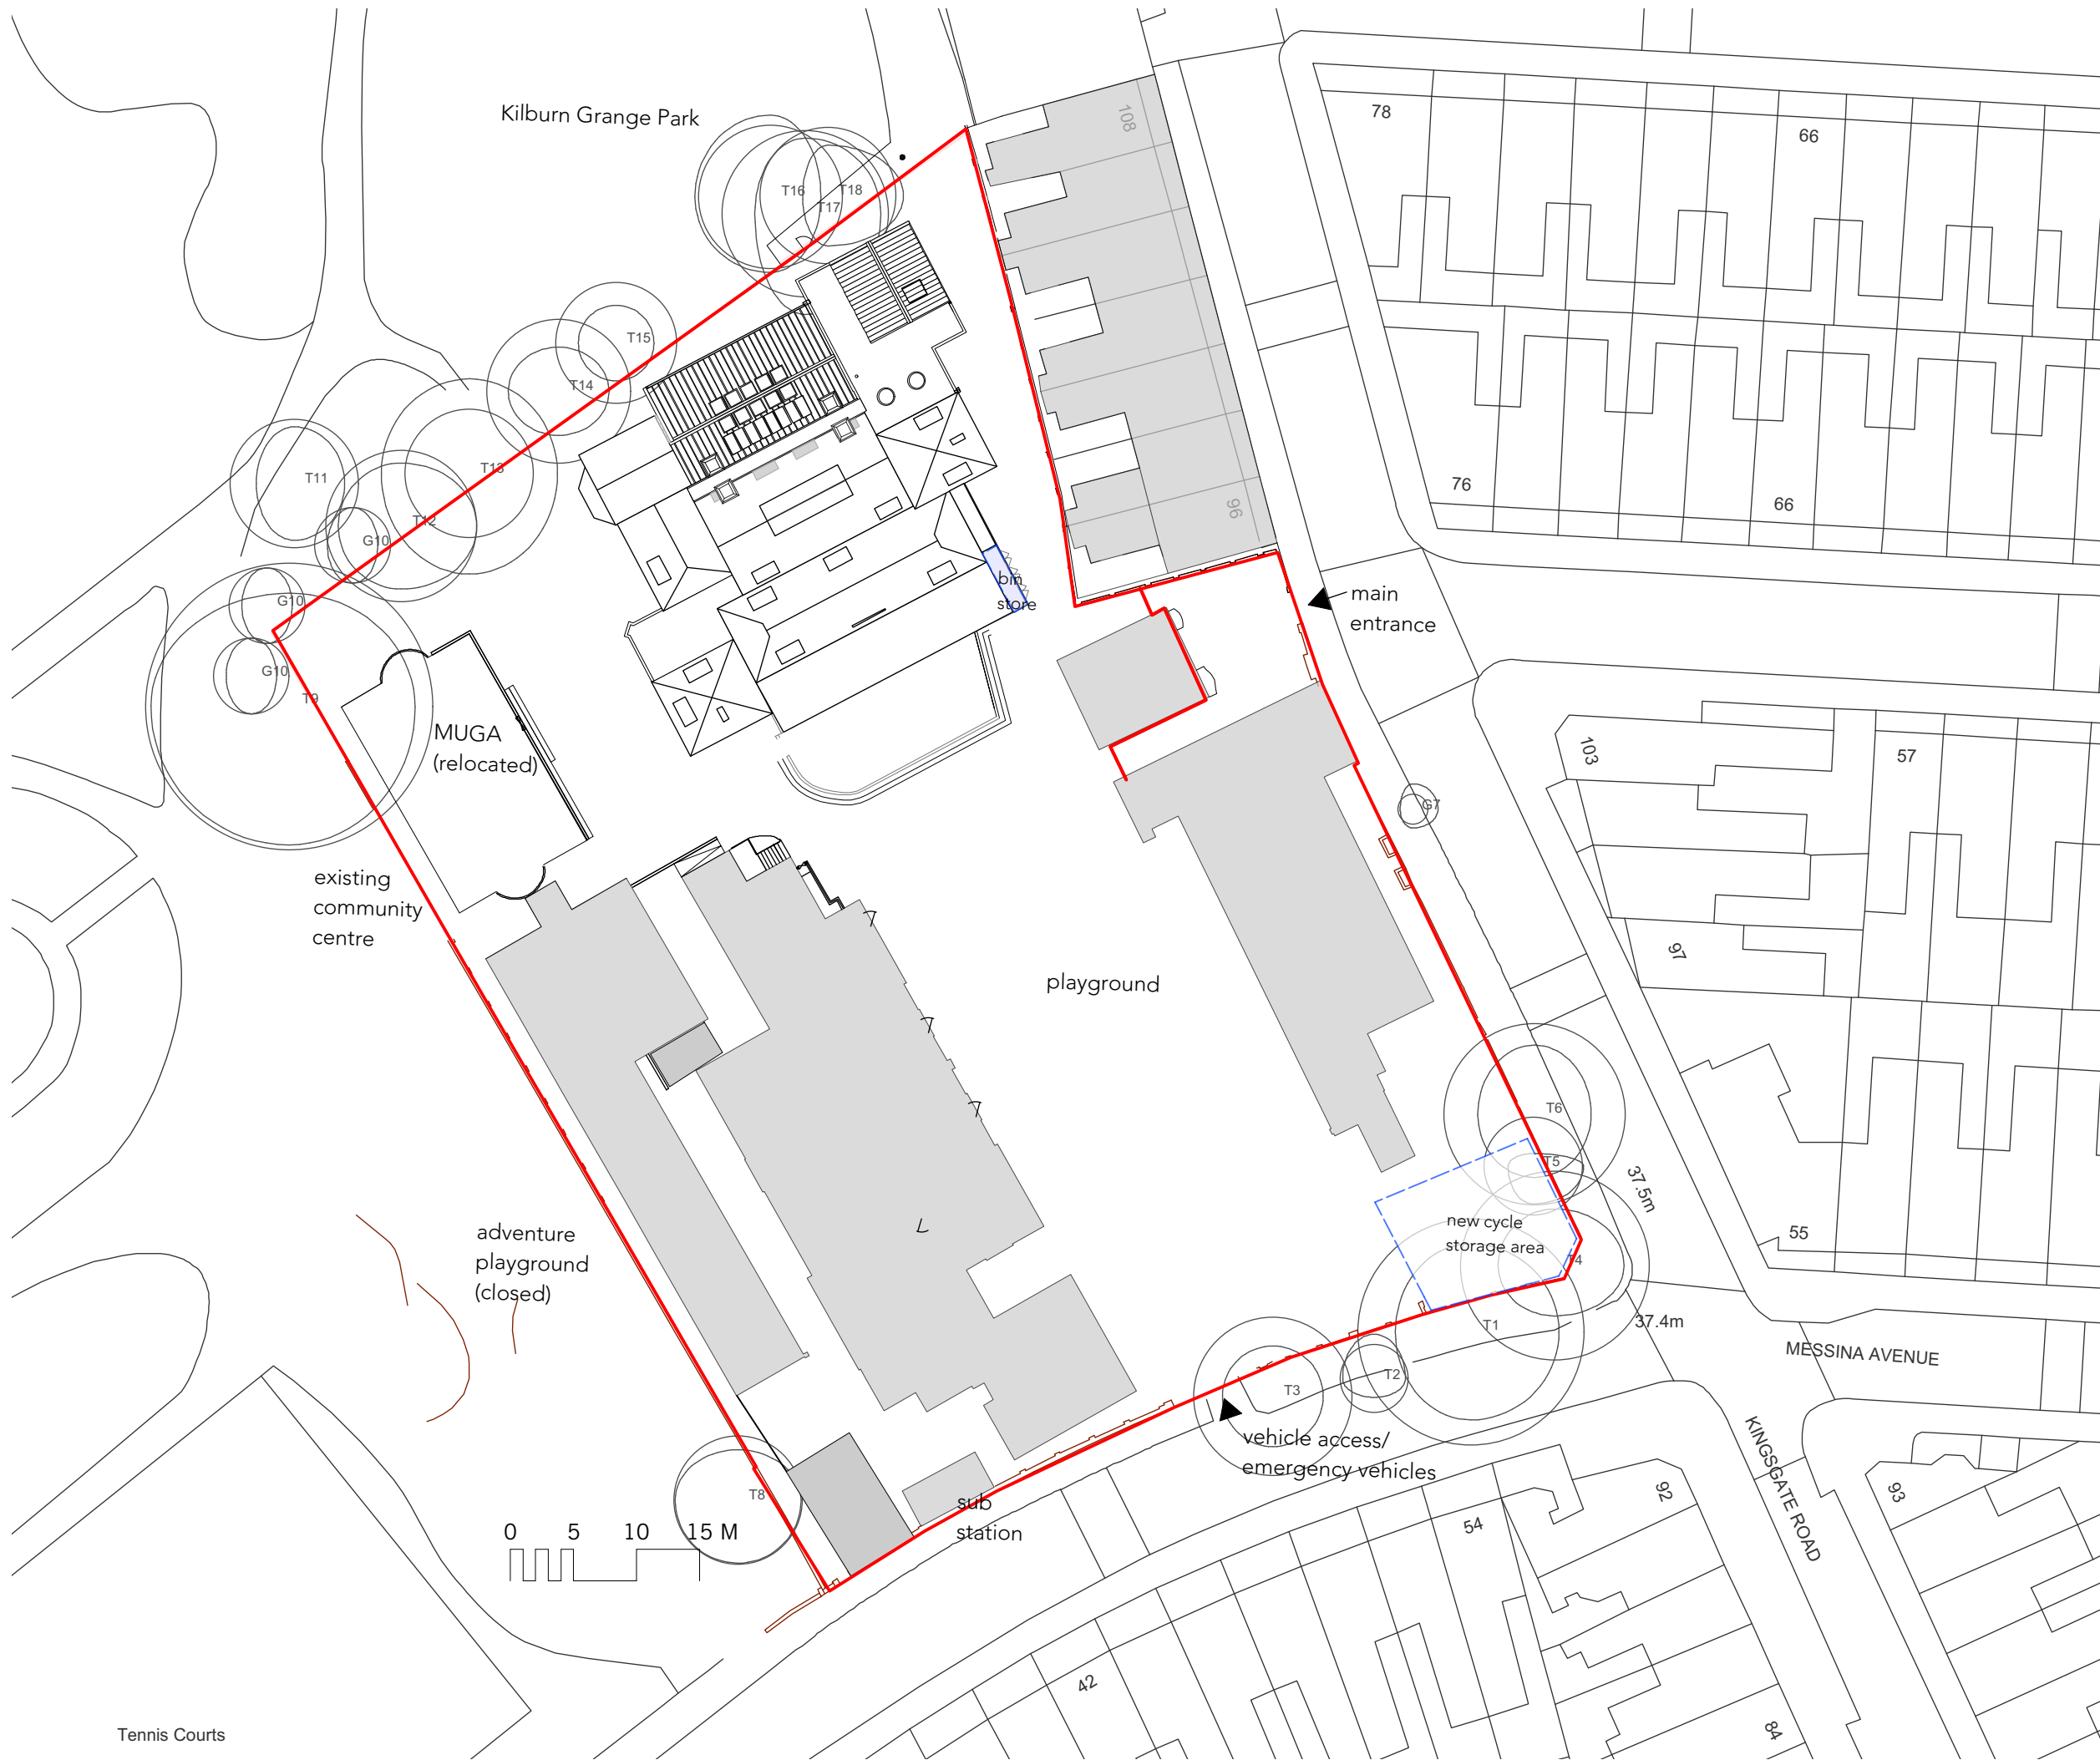 Kilburn Grange Park
108
78
66
T16
T18
T17
T15
T14
T11
T13
76
66
96
T12
G10
bin
store
G10
main
entrance
G10
T9
MUGA
(relocated)
103
57
G7
existing
community
centre
97
playground
T6
T5
37.5m
adventure
playground
(closed)
new cycle
storage area
55
T4
T1
37.4m
MESSINA AVENUE
T2
T3
vehicle access/
emergency vehicles
KINGSGATE ROAD
T8
sub
station
92
93
54
0 5 10 15 M
42
84
Tennis Courts